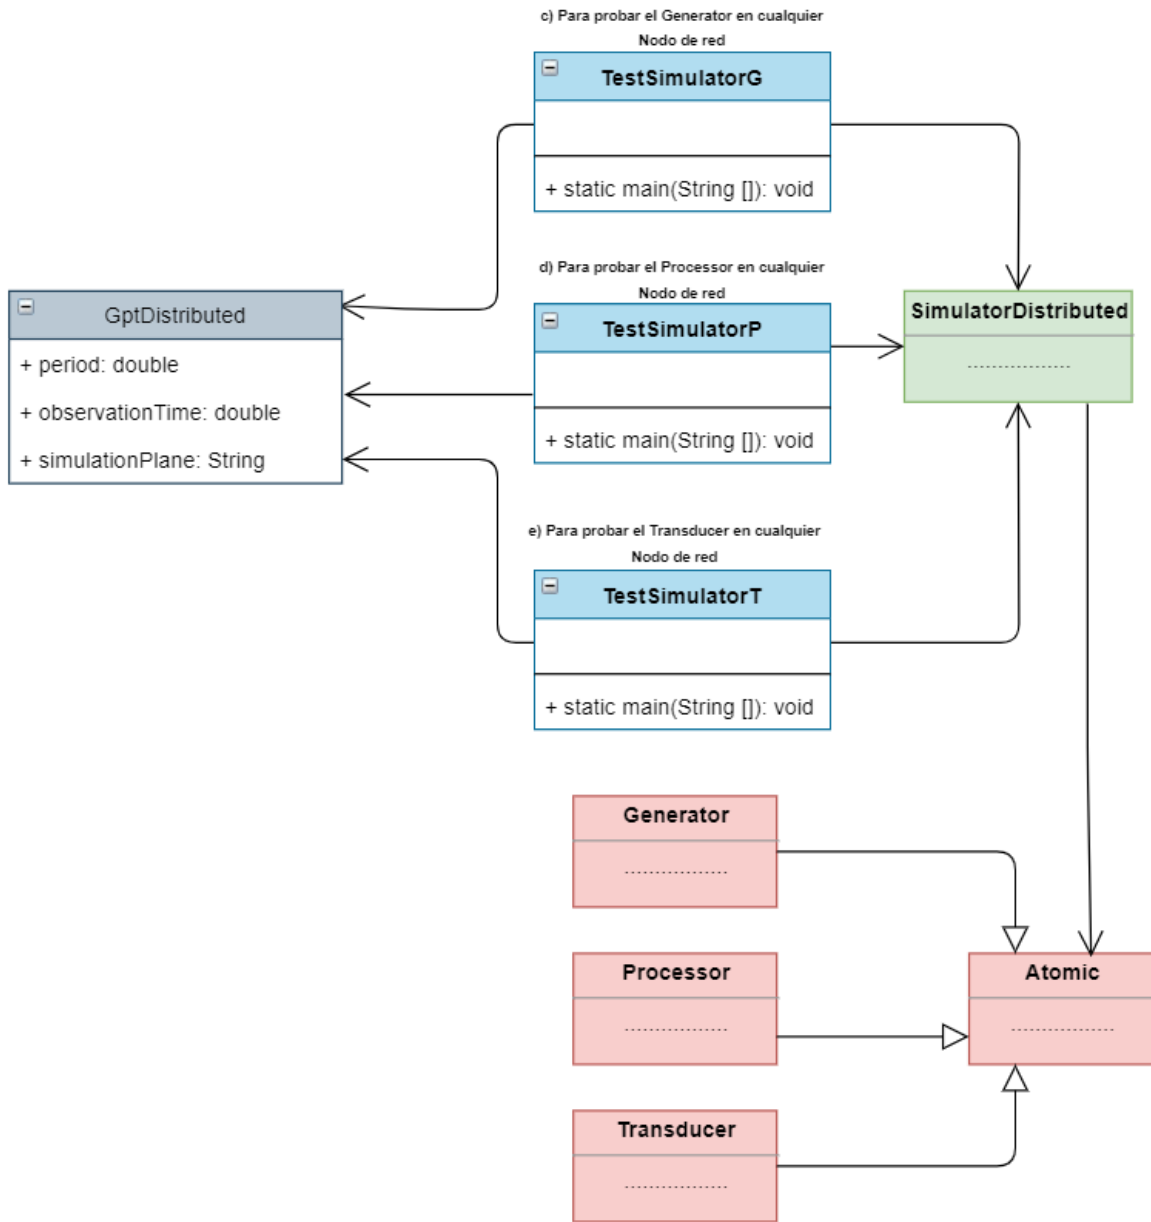 c) Para probar el Generator en cualquier
Nodo de red
TestSimulatorG
+ static main(String []): void
d) Para probar el Processor en cualquier
Nodo de red
TestSimulatorP
+ static main(String []): void
GptDistributed
+ period: double
+ observationTime: double
+ simulationPlane: String
SimulatorDistributed
.................
e) Para probar el Transducer en cualquier
Nodo de red
TestSimulatorT
+ static main(String []): void
Generator
.................
Processor
.................
Atomic
.................
Transducer
.................